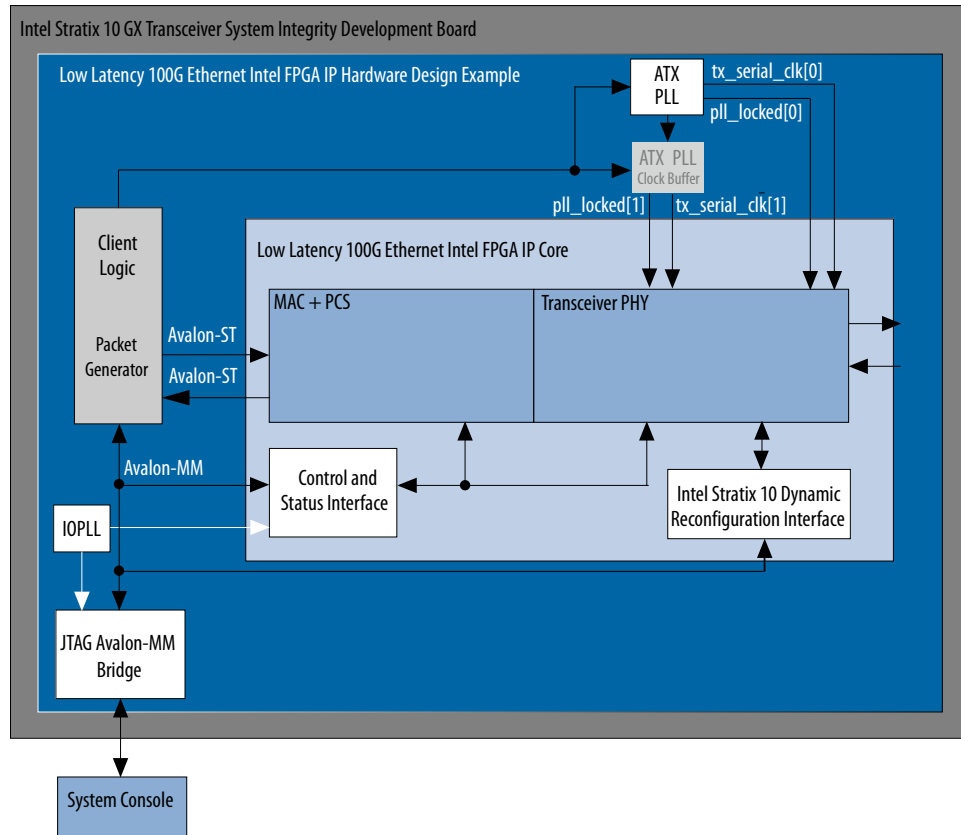 Intel Stratix 10 GX Transceiver System Integrity Development Board
Low Latency 100G Ethernet Intel FPGA IP Hardware Design Example
ATX
PLL
tx_serial_clk[0]
pll_locked[0]
ATX PLL
Clock Buffer
pll_locked[1]
tx_serial_clk[1]
Client
Logic
Packet
Generator
Low Latency 100G Ethernet Intel FPGA IP Core
MAC + PCS
Transceiver PHY
Avalon-ST
Avalon-ST
Avalon-MM
Control and
Status Interface
Intel Stratix 10 Dynamic
Reconfiguration Interface
IOPLL
JTAG Avalon-MM
Bridge
System Console